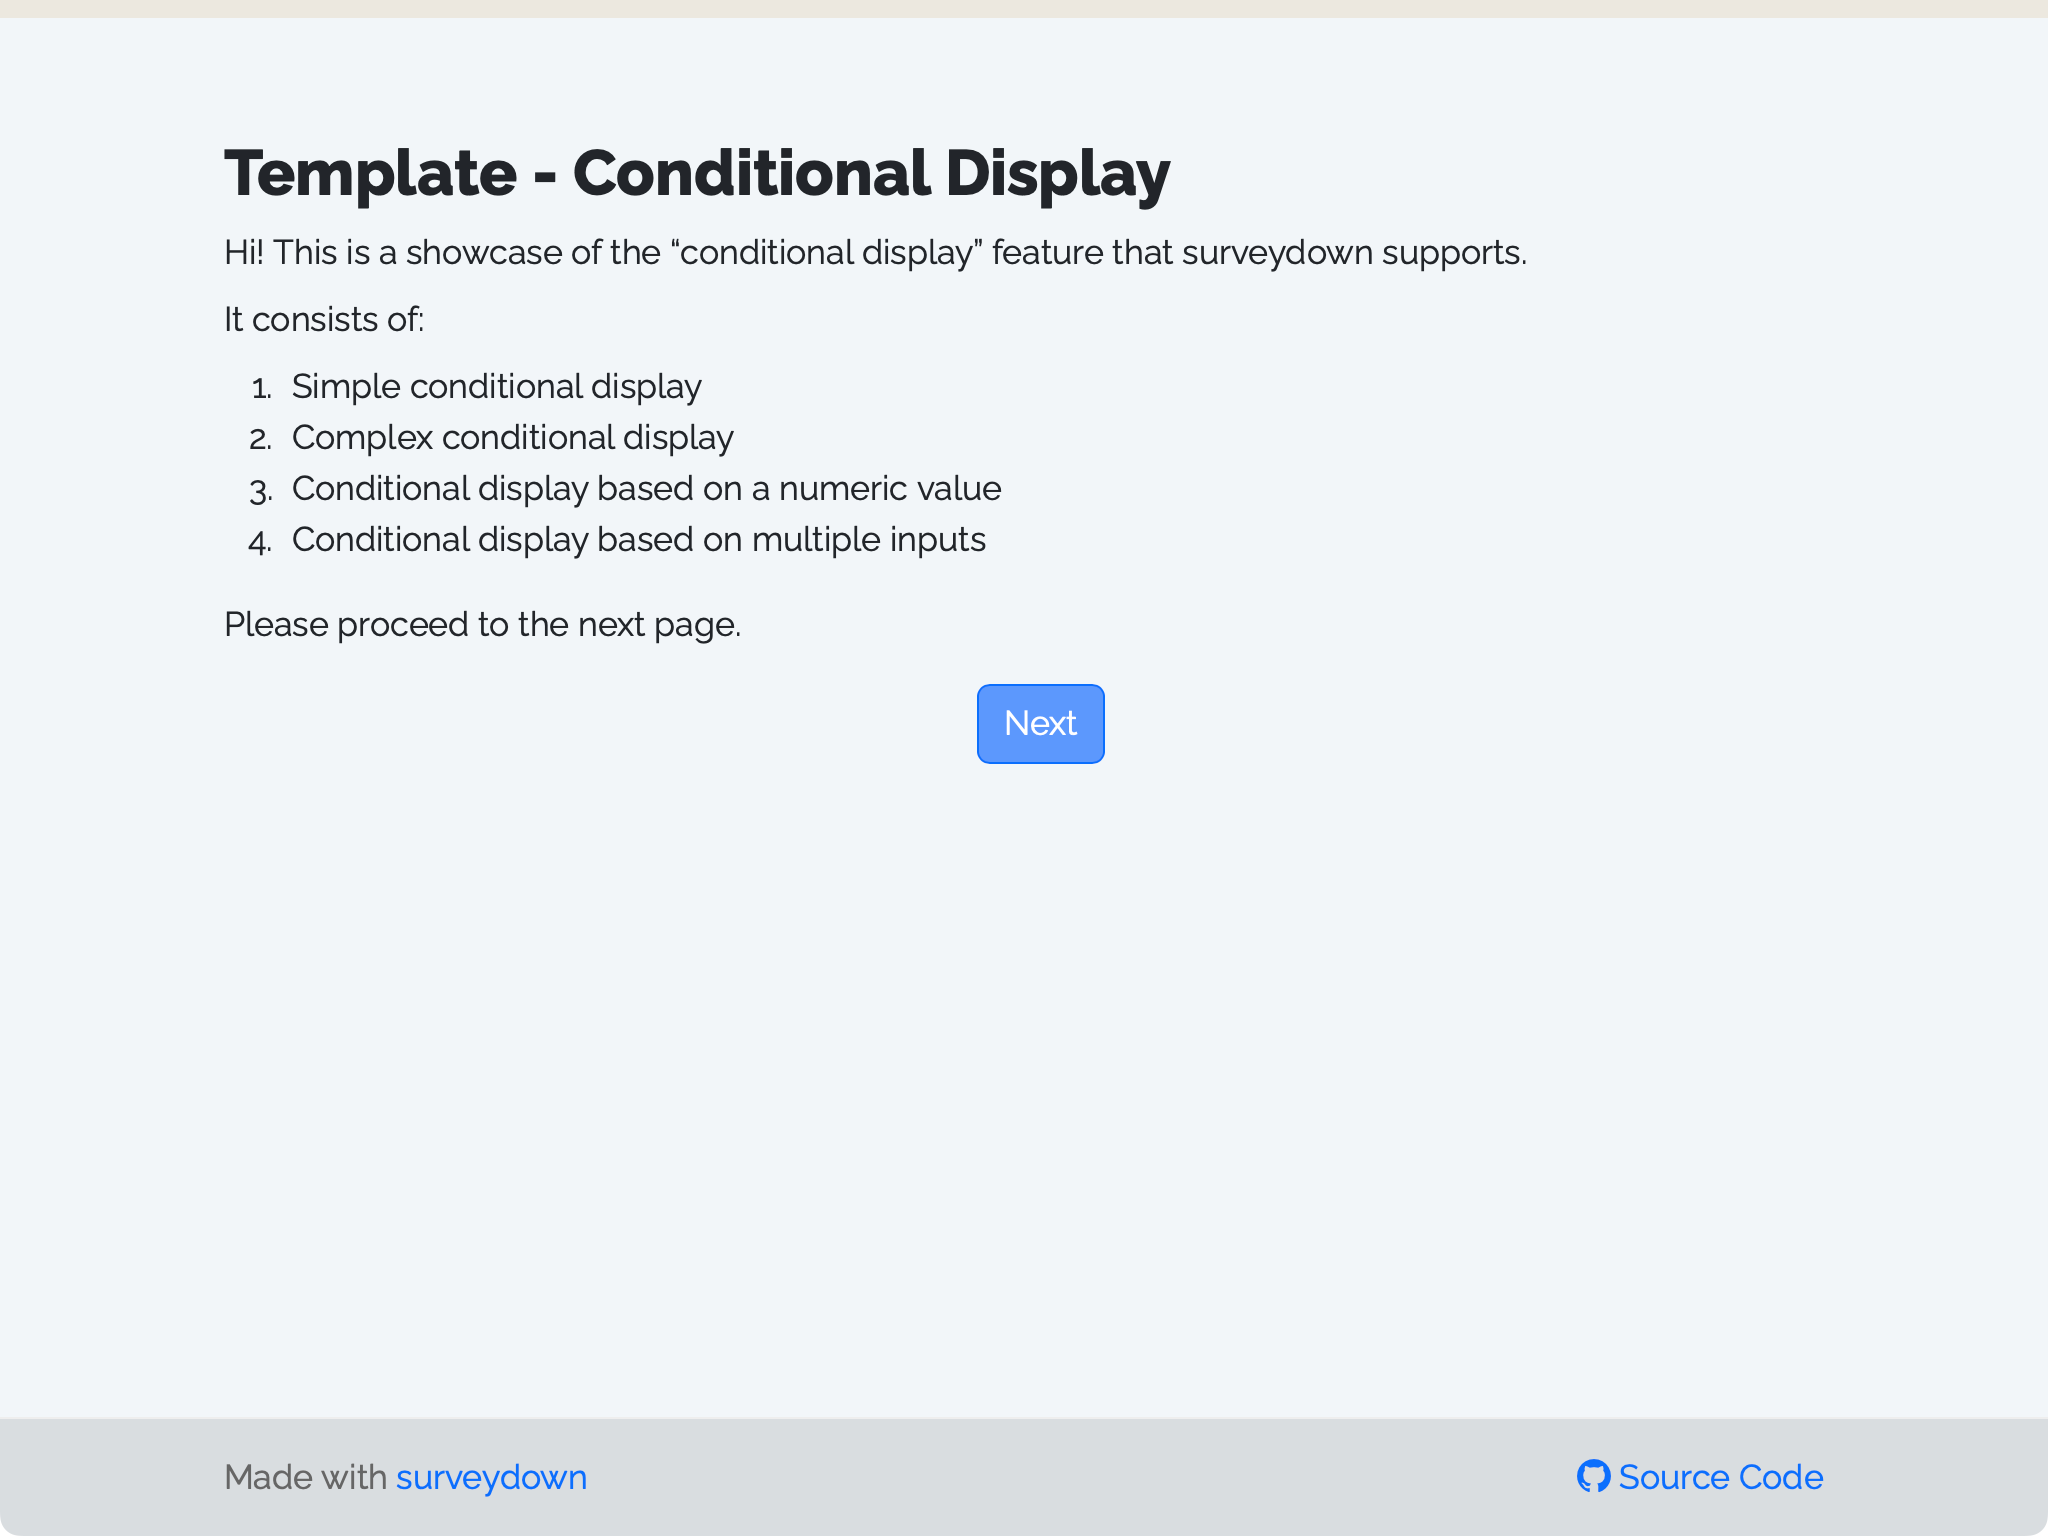 Template - Conditional Display
Hi! This is a showcase of the “conditional display” feature that surveydown supports.
It consists of:
1. Simple conditional display
2. Complex conditional display
3. Conditional display based on a numeric value
4. Conditional display based on multiple inputs
Please proceed to the next page.
Next
Made with surveydown
Source Code